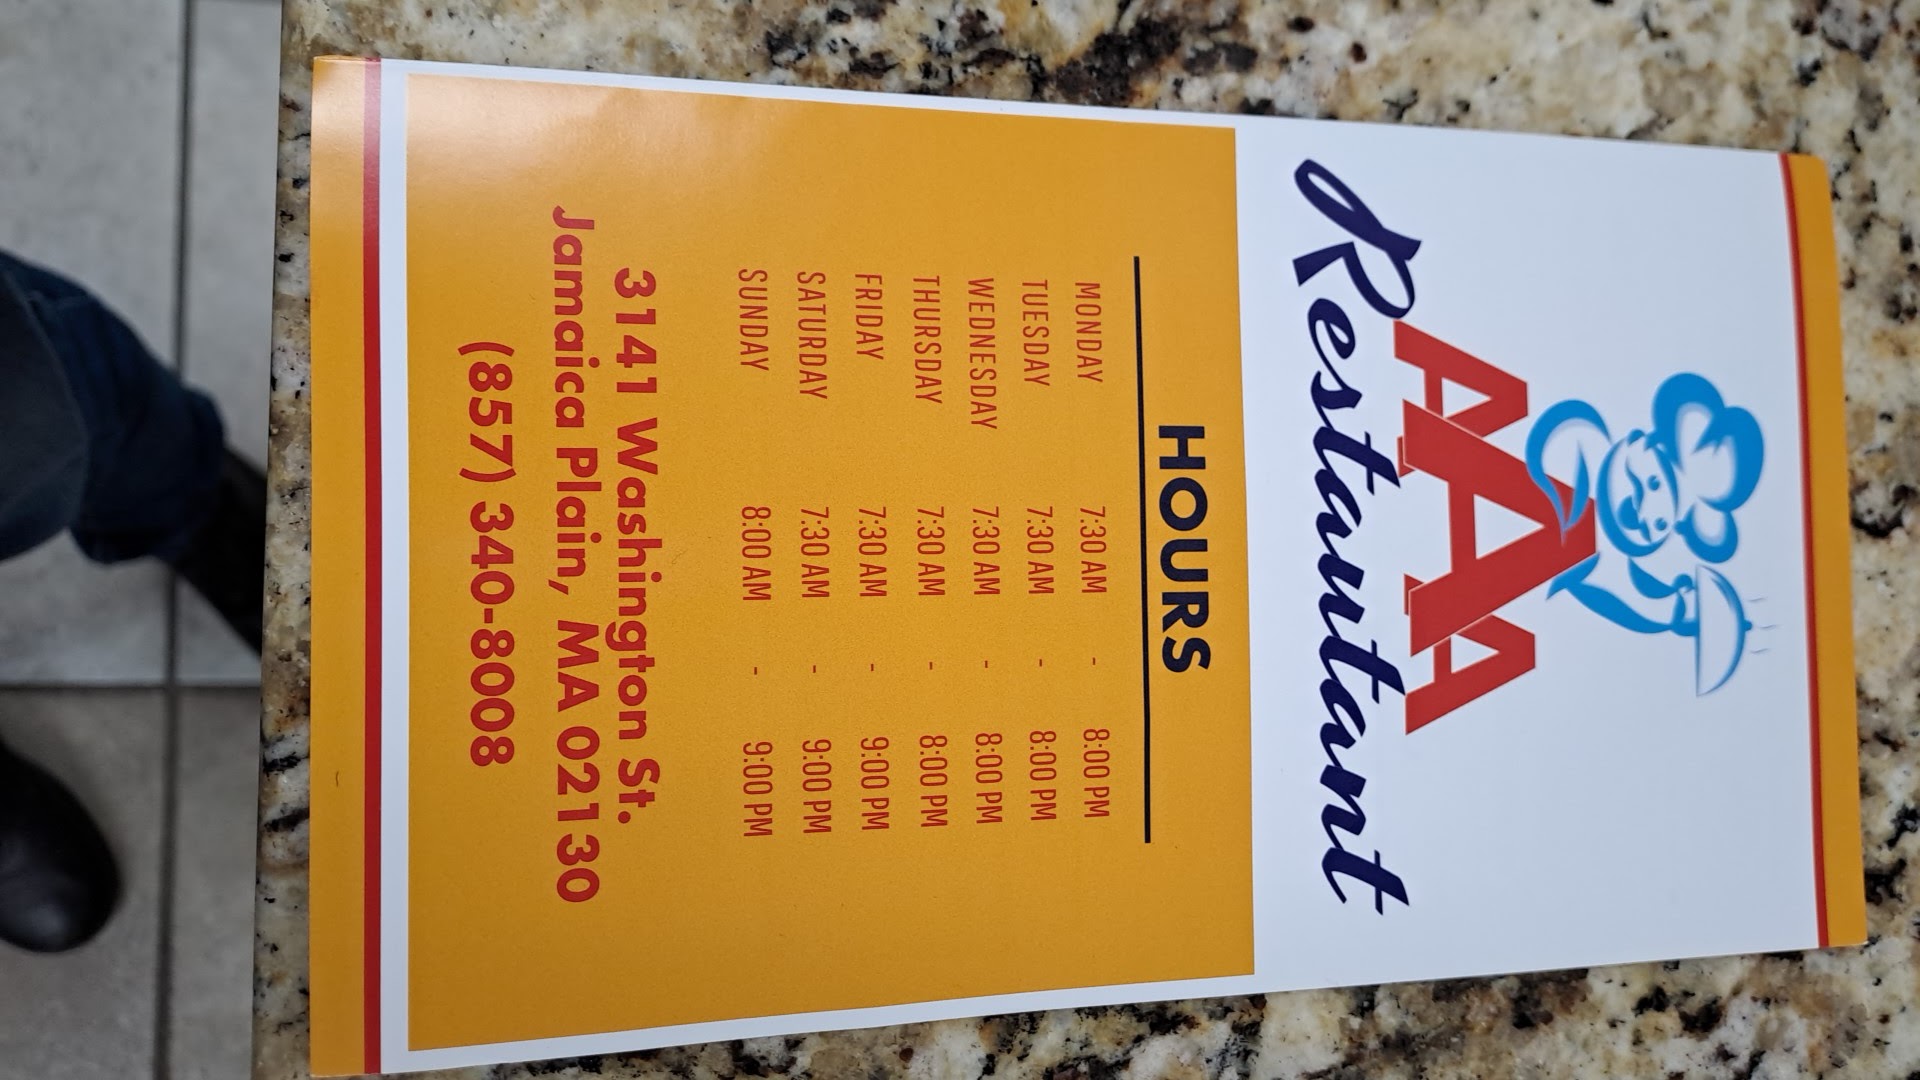 AAA
Restaurtant
HOURS
MONDAY 7:30 AM - 8:00 PM
TUESDAY 7:30 AM - 8:00 PM
WEDNESDAY 7:30 AM - 8:00 PM
THURSDAY 7:30 AM - 8:00 PM
FRIDAY 7:30 AM - 9:00 PM
SATURDAY 7:30 AM - 9:00 PM
SUNDAY 8:00 AM - 9:00 PM
3141 Washington St.
Jamaica Plain, MA 02130
(857) 340-8008